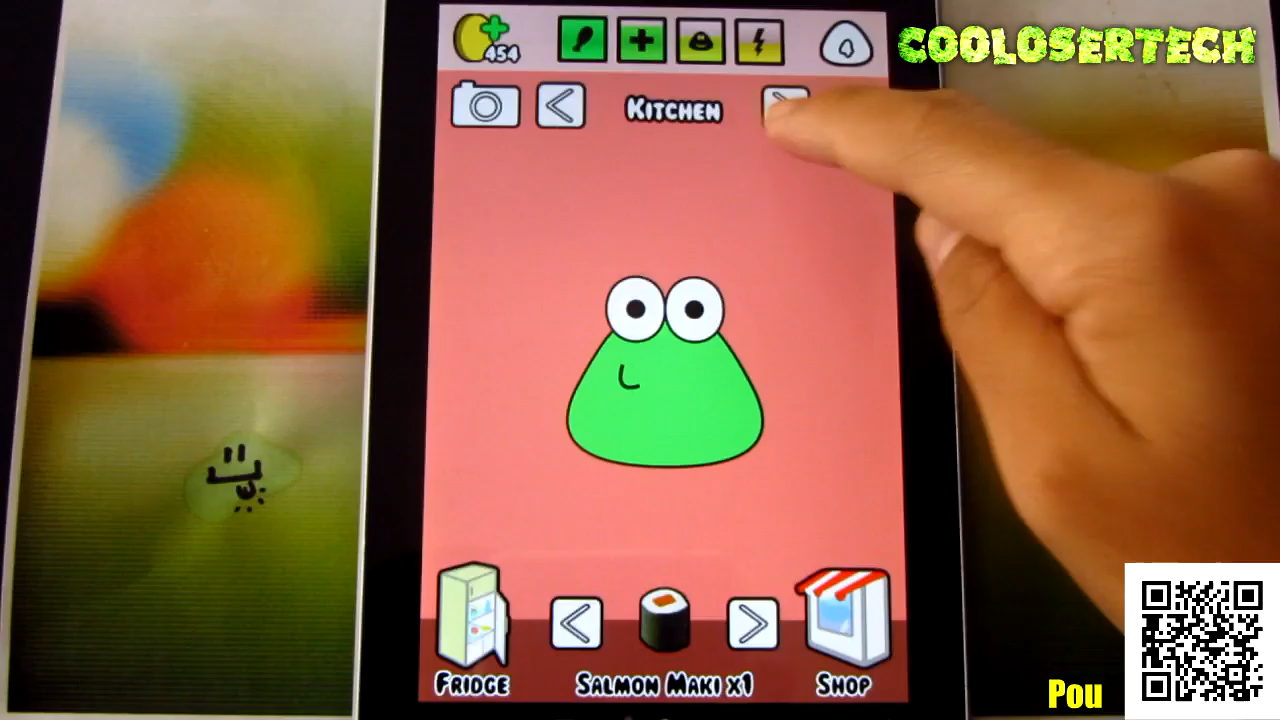 454
COOLOSERTECH
KITCHEN
FRIDGE
SALMON MAKI x1
SHOP
Pou